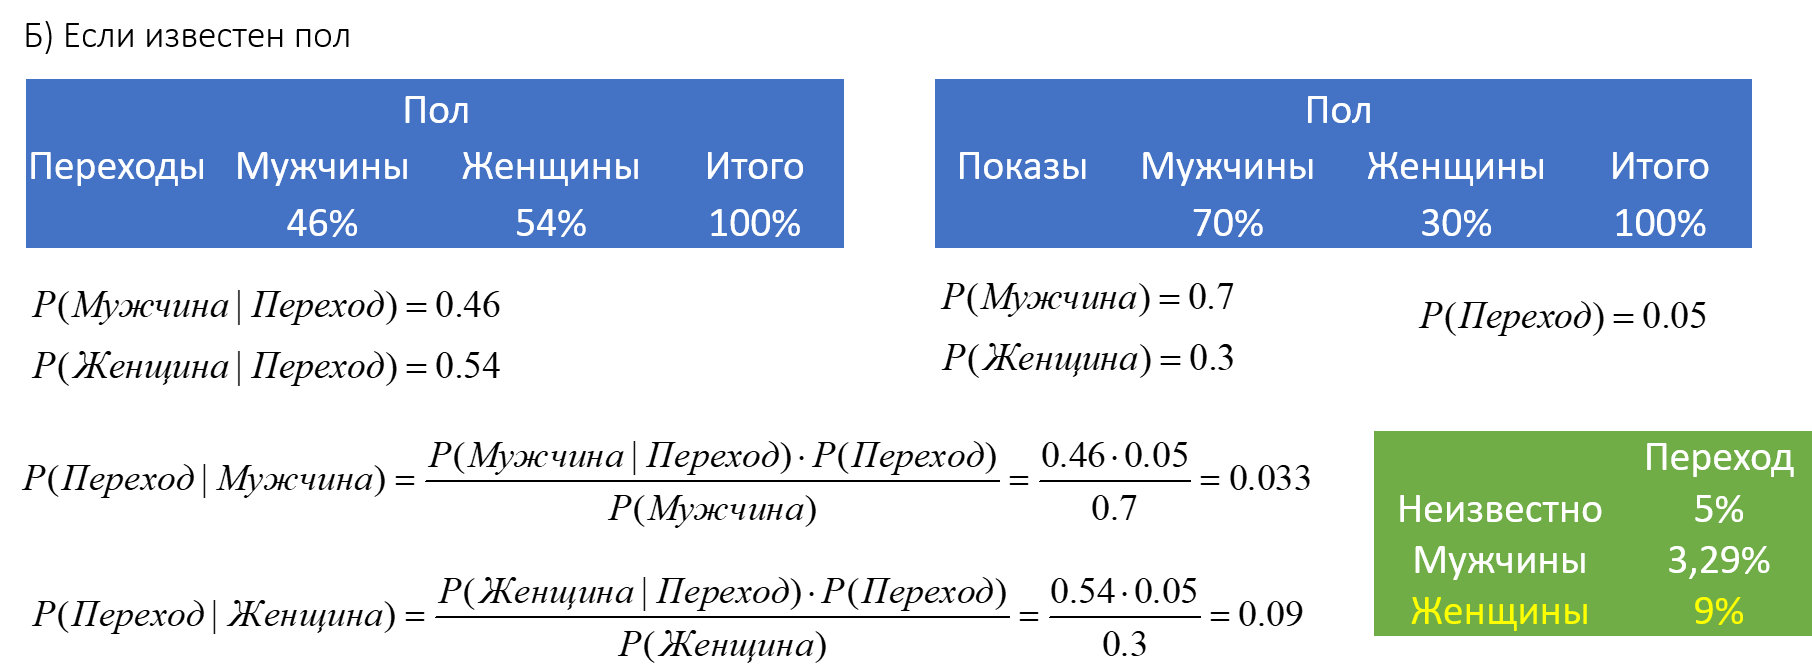 Б) Если известен пол
Пол
Переходы Мужчины Женщины Итого
46% 54% 100%
Пол
Показы Мужчины Женщины Итого
70% 30% 100%
P(Мужчина | Переход) = 0.46
P(Женщина | Переход) = 0.54
P(Мужчина) = 0.7
P(Женщина) = 0.3
P(Переход) = 0.05
P(Переход | Мужчина) = P(Мужчина | Переход) · P(Переход) / P(Мужчина) = 0.46 · 0.05 / 0.7 = 0.033
P(Переход | Женщина) = P(Женщина | Переход) · P(Переход) / P(Женщина) = 0.54 · 0.05 / 0.3 = 0.09
Переход
Неизвестно 5%
Мужчины 3,29%
Женщины 9%